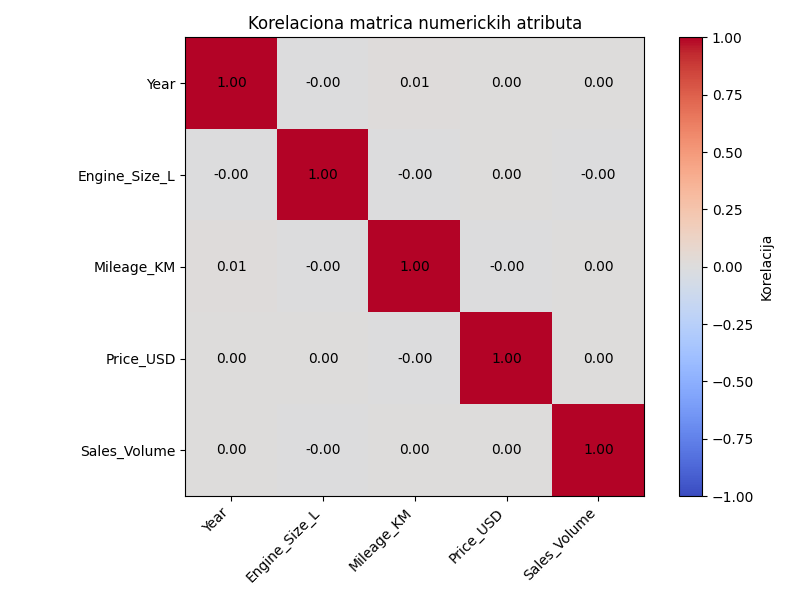 Korelaciona matrica numerickih atributa
Year 1.00 -0.00 0.01 0.00 0.00
Engine_Size_L -0.00 1.00 -0.00 0.00 -0.00
Mileage_KM 0.01 -0.00 1.00 -0.00 0.00
Price_USD 0.00 0.00 -0.00 1.00 0.00
Sales_Volume 0.00 -0.00 0.00 0.00 1.00
Year Engine_Size_L Mileage_KM Price_USD Sales_Volume
1.00
0.75
0.50
0.25
0.00
−0.25
−0.50
−0.75
−1.00
Korelacija